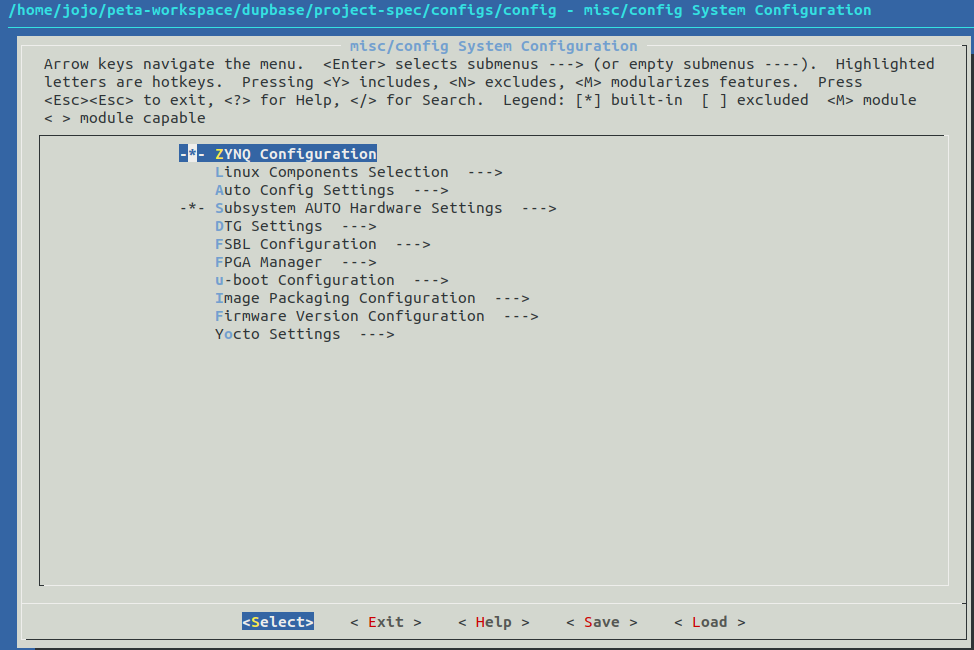 /home/jojo/peta-workspace/dupbase/project-spec/configs/config - misc/config System Configuration
misc/config System Configuration
Arrow keys navigate the menu.  <Enter> selects submenus ---> (or empty submenus ----).  Highlighted
letters are hotkeys.  Pressing <Y> includes, <N> excludes, <M> modularizes features.  Press
<Esc><Esc> to exit, <?> for Help, </> for Search.  Legend: [*] built-in  [ ] excluded  <M> module
< > module capable
-*- ZYNQ Configuration
Linux Components Selection  --->
Auto Config Settings  --->
-*- Subsystem AUTO Hardware Settings  --->
DTG Settings  --->
FSBL Configuration  --->
FPGA Manager  --->
u-boot Configuration  --->
Image Packaging Configuration  --->
Firmware Version Configuration  --->
Yocto Settings  --->
<Select>    < Exit >    < Help >    < Save >    < Load >